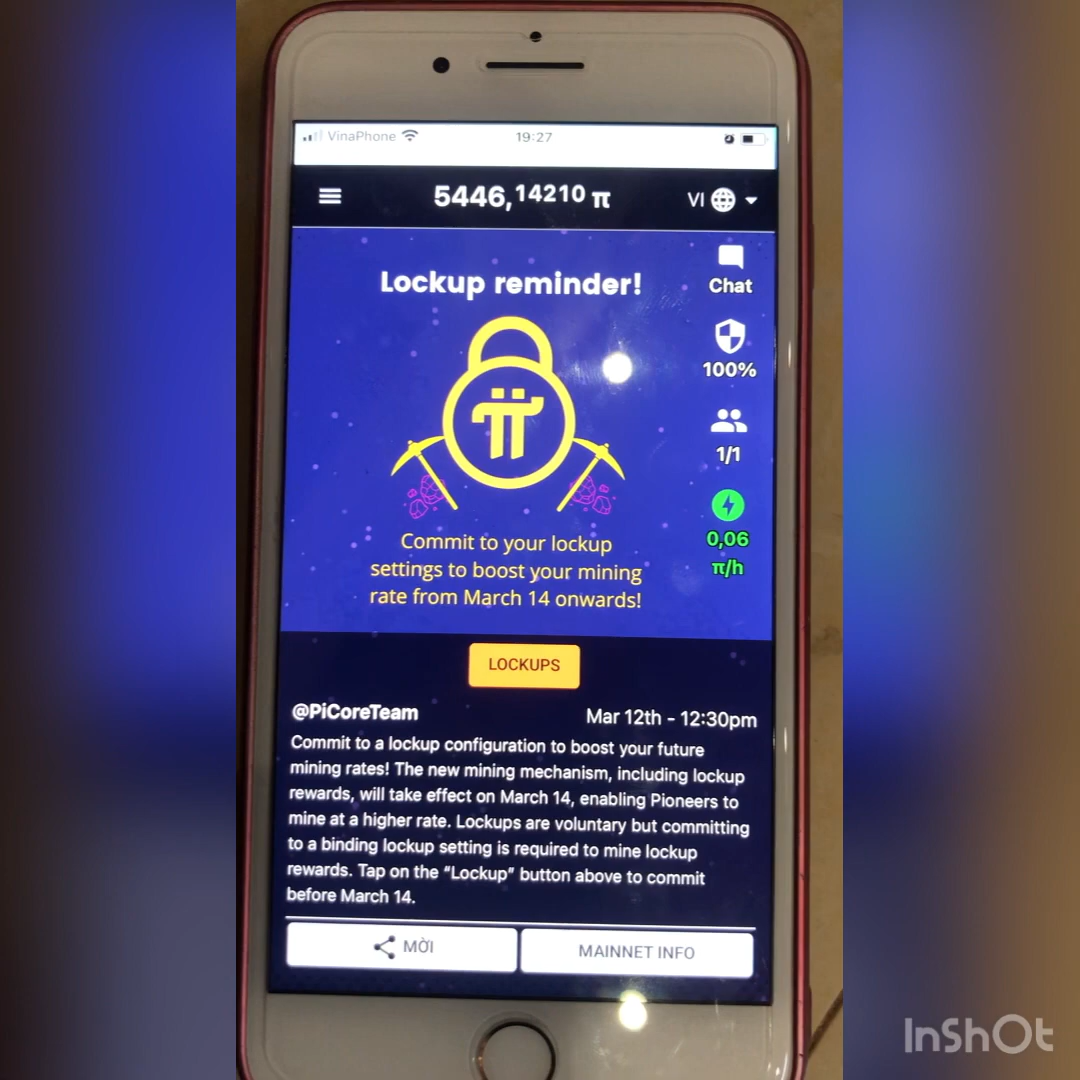 VinaPhone 19:27
5446,14210 π VI
Lockup reminder!
Chat
100%
1/1
0,06
π/h
Commit to your lockup
settings to boost your mining
rate from March 14 onwards!
LOCKUPS
@PiCoreTeam Mar 12th - 12:30pm
Commit to a lockup configuration to boost your future
mining rates! The new mining mechanism, including lockup
rewards, will take effect on March 14, enabling Pioneers to
mine at a higher rate. Lockups are voluntary but committing
to a binding lockup setting is required to mine lockup
rewards. Tap on the “Lockup” button above to commit
before March 14.
MỜI MAINNET INFO
InShOt